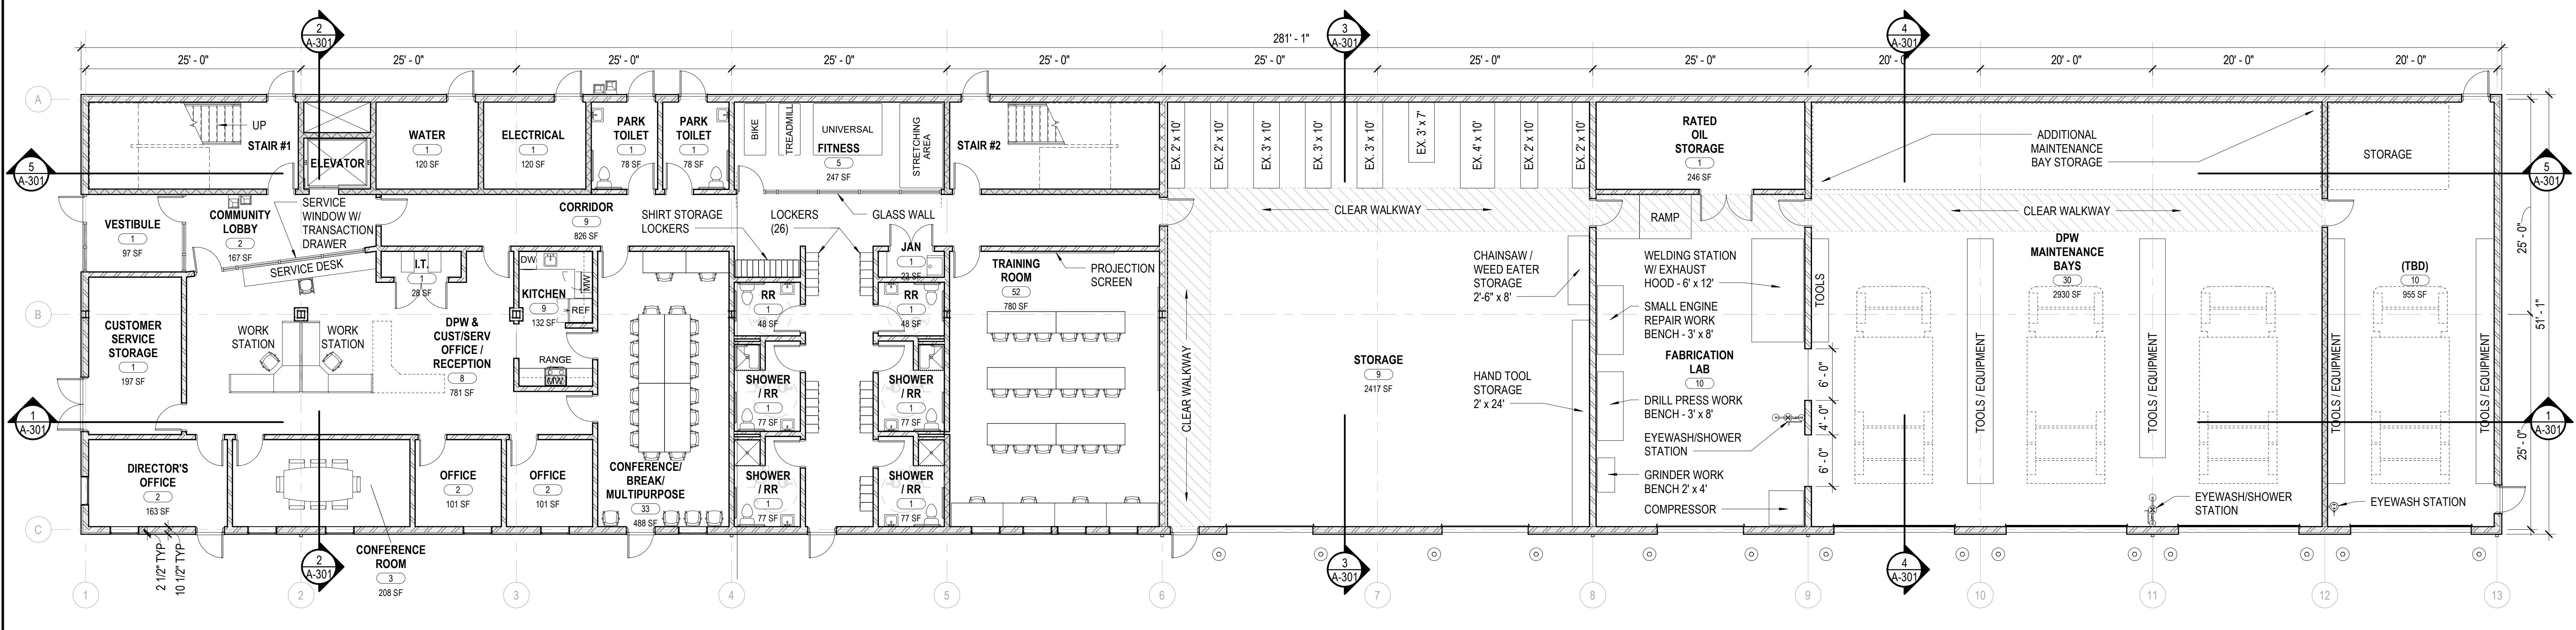 2
A-301
3
A-301
4
A-301
281' - 1"
25' - 0"
25' - 0"
25' - 0"
25' - 0"
25' - 0"
25' - 0"
25' - 0"
25' - 0"
20' - 0"
20' - 0"
20' - 0"
20' - 0"
A
UP
STAIR #1
ELEVATOR
WATER
1
120 SF
ELECTRICAL
1
120 SF
PARK
TOILET
1
78 SF
PARK
TOILET
1
78 SF
BIKE
TREADMILL
UNIVERSAL
STRETCHING
AREA
FITNESS
5
247 SF
STAIR #2
EX. 2' x 10'
EX. 2' x 10'
EX. 3' x 10'
EX. 3' x 10'
EX. 3' x 10'
EX. 3' x 7'
EX. 4' x 10'
EX. 2' x 10'
EX. 2' x 10'
RATED
OIL
STORAGE
1
246 SF
ADDITIONAL
MAINTENANCE
BAY STORAGE
STORAGE
5
A-301
5
A-301
VESTIBULE
1
97 SF
COMMUNITY
LOBBY
2
167 SF
SERVICE
WINDOW W/
TRANSACTION
DRAWER
SERVICE DESK
CORRIDOR
9
826 SF
SHIRT STORAGE
LOCKERS
LOCKERS
(26)
GLASS WALL
JAN
1
23 SF
CLEAR WALKWAY
RAMP
CLEAR WALKWAY
I.T.
1
28 SF
DW
MW
KITCHEN
9
132 SF
REF
RANGE
MW
TRAINING
ROOM
52
780 SF
PROJECTION
SCREEN
CHAINSAW /
WEED EATER
STORAGE
2'-6" x 8'
WELDING STATION
W/ EXHAUST
HOOD - 6' x 12'
SMALL ENGINE
REPAIR WORK
BENCH - 3' x 8'
TOOLS
DPW
MAINTENANCE
BAYS
30
2930 SF
(TBD)
10
955 SF
25' - 0"
51' - 1"
25' - 0"
B
CUSTOMER
SERVICE
STORAGE
1
197 SF
WORK
STATION
WORK
STATION
DPW &
CUST/SERV
OFFICE /
RECEPTION
8
781 SF
RR
1
48 SF
RR
1
48 SF
SHOWER
/ RR
1
77 SF
SHOWER
/ RR
1
77 SF
SHOWER
/ RR
1
77 SF
SHOWER
/ RR
1
77 SF
CLEAR WALKWAY
STORAGE
9
2417 SF
HAND TOOL
STORAGE
2' x 24'
FABRICATION
LAB
10
DRILL PRESS WORK
BENCH - 3' x 8'
EYEWASH/SHOWER
STATION
GRINDER WORK
BENCH 2' x 4'
COMPRESSOR
6' - 0"
4' - 0"
6' - 0"
TOOLS / EQUIPMENT
TOOLS / EQUIPMENT
TOOLS / EQUIPMENT
TOOLS / EQUIPMENT
1
A-301
1
A-301
DIRECTOR'S
OFFICE
2
163 SF
OFFICE
2
101 SF
OFFICE
2
101 SF
CONFERENCE/
BREAK/
MULTIPURPOSE
33
488 SF
EYEWASH/SHOWER
STATION
EYEWASH STATION
C
2 1/2" TYP
10 1/2" TYP
CONFERENCE
ROOM
3
208 SF
2
A-301
3
A-301
4
A-301
1
2
3
4
5
6
7
8
9
10
11
12
13